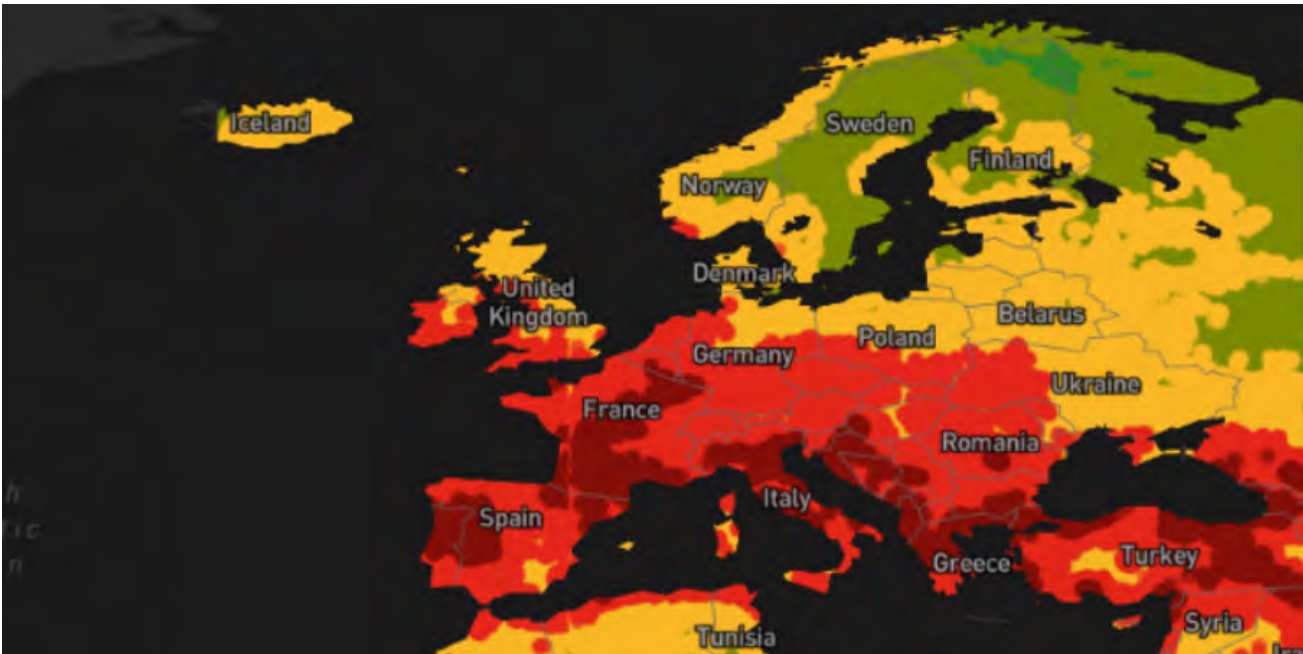 Iceland
Sweden
Finland
Norway
Denmark
United
Kingdom
Belarus
Poland
Germany
Ukraine
France
Romania
Italy
Spain
Turkey
Greece
Syria
Tunisia